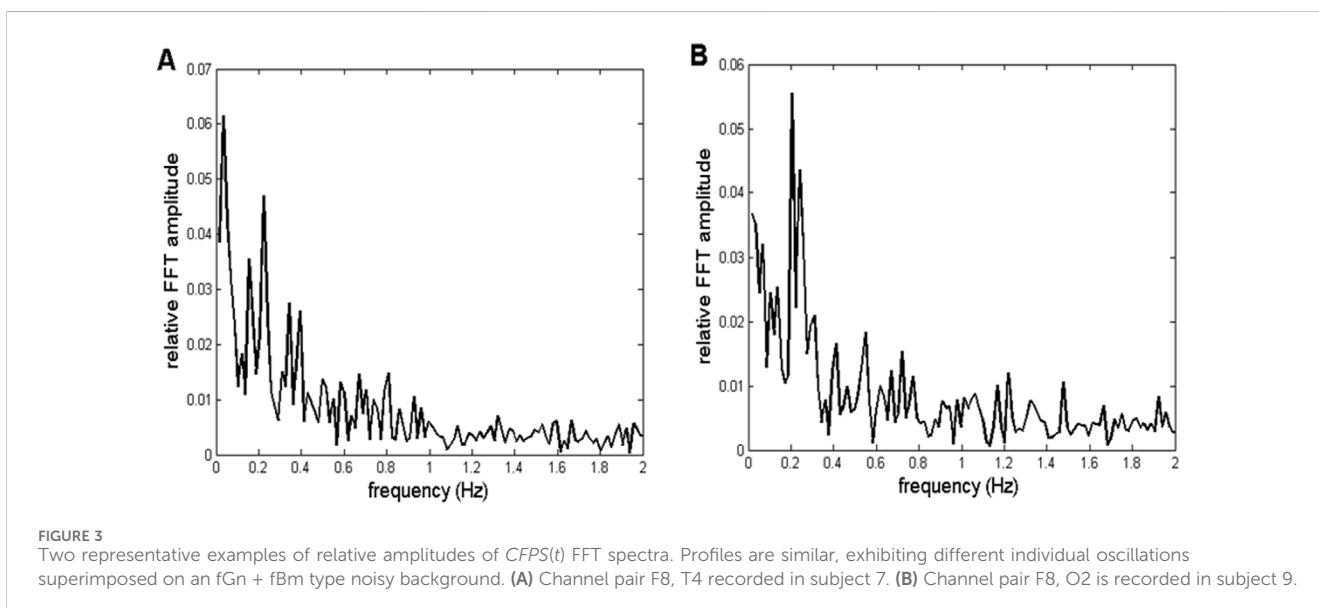 A
0.07
0.06
0.05
0.04
0.03
0.02
0.01
0
relative FFT amplitude
0 0.2 0.4 0.6 0.8 1 1.2 1.4 1.6 1.8 2
frequency (Hz)
B
0.06
0.05
0.04
0.03
0.02
0.01
0
relative FFT amplitude
0 0.2 0.4 0.6 0.8 1 1.2 1.4 1.6 1.8 2
frequency (Hz)
FIGURE 3
Two representative examples of relative amplitudes of CFPS(t) FFT spectra. Profiles are similar, exhibiting different individual oscillations
superimposed on an fGn + fBm type noisy background. (A) Channel pair F8, T4 recorded in subject 7. (B) Channel pair F8, O2 is recorded in subject 9.